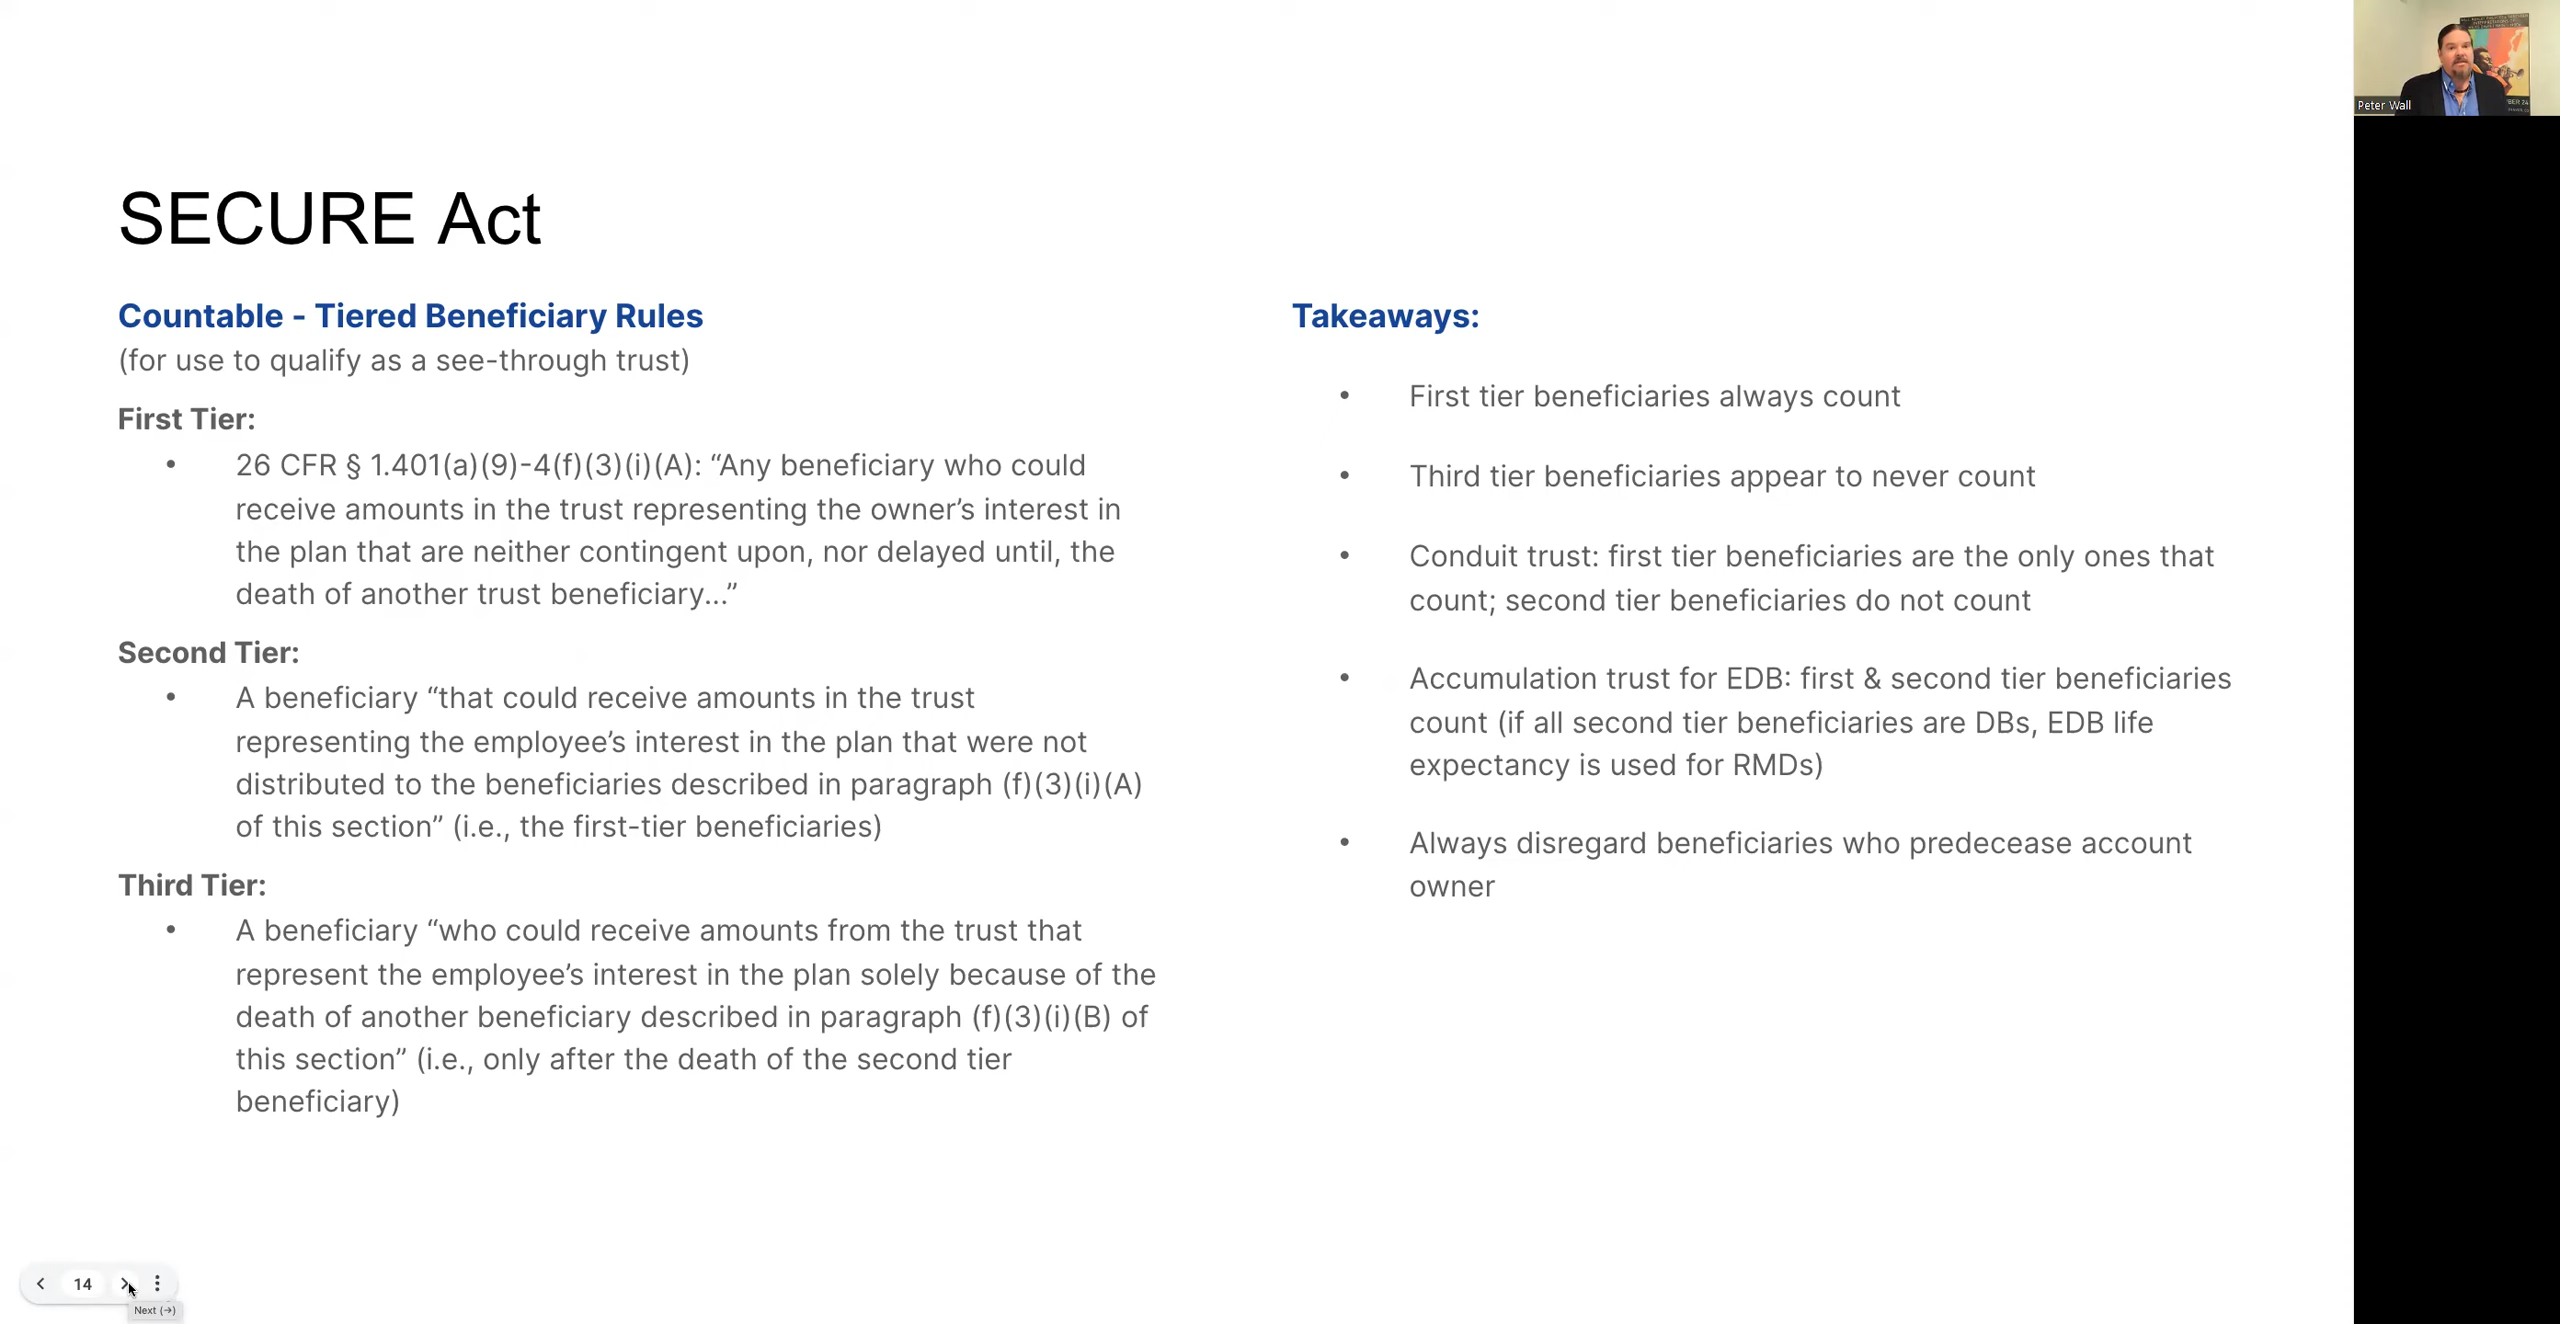 SECURE Act
Countable - Tiered Beneficiary Rules
(for use to qualify as a see-through trust)
First Tier:
• 26 CFR § 1.401(a)(9)-4(f)(3)(i)(A): “Any beneficiary who could
receive amounts in the trust representing the owner’s interest in
the plan that are neither contingent upon, nor delayed until, the
death of another trust beneficiary...”
Second Tier:
• A beneficiary “that could receive amounts in the trust
representing the employee’s interest in the plan that were not
distributed to the beneficiaries described in paragraph (f)(3)(i)(A)
of this section” (i.e., the first-tier beneficiaries)
Third Tier:
• A beneficiary “who could receive amounts from the trust that
represent the employee’s interest in the plan solely because of the
death of another beneficiary described in paragraph (f)(3)(i)(B) of
this section” (i.e., only after the death of the second tier
beneficiary)
Takeaways:
• First tier beneficiaries always count
• Third tier beneficiaries appear to never count
• Conduit trust: first tier beneficiaries are the only ones that
count; second tier beneficiaries do not count
• Accumulation trust for EDB: first & second tier beneficiaries
count (if all second tier beneficiaries are DBs, EDB life
expectancy is used for RMDs)
• Always disregard beneficiaries who predecease account
owner
Peter Wall
14
Next (→)